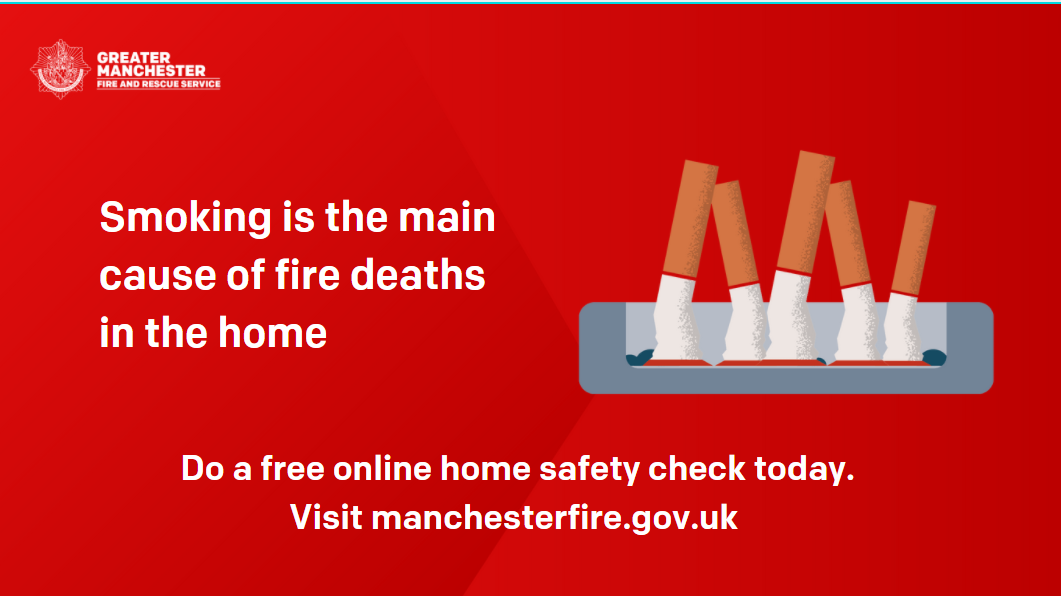 GREATER
MANCHESTER
FIRE AND RESCUE SERVICE
Smoking is the main
cause of fire deaths
in the home
Do a free online home safety check today.
Visit manchesterfire.gov.uk